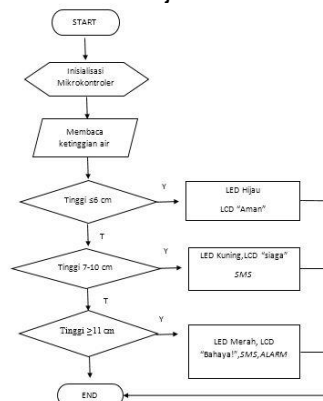 START
Inisialisasi
Mikrokontroler
Membaca
ketinggian air
Tinggi ≤6 cm
Y
LED Hijau
LCD "Aman"
T
Tinggi 7-10 cm
Y
LED Kuning,LCD "siaga"
SMS
T
Tinggi ≥11 cm
Y
LED Merah, LCD
"Bahaya!",SMS,ALARM
END